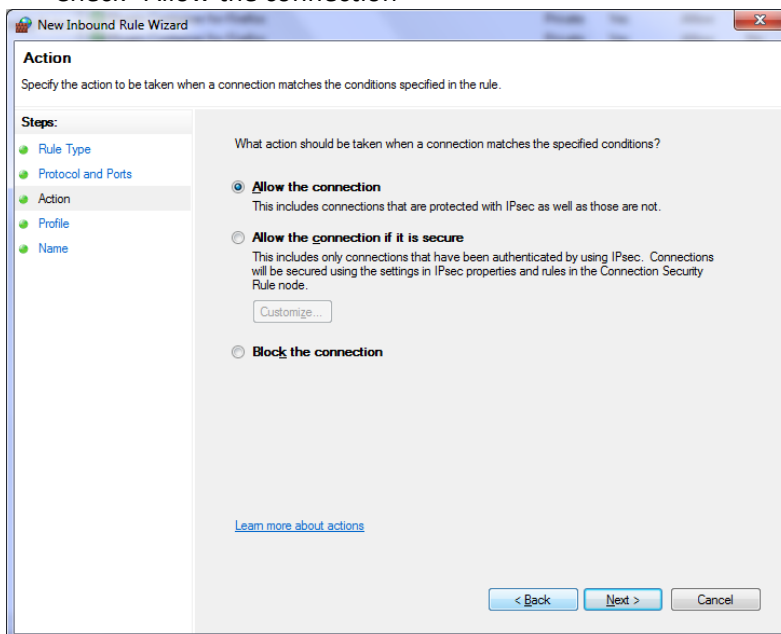 Check "Allow the connection"
New Inbound Rule Wizard
Action
Specify the action to be taken when a connection matches the conditions specified in the rule.
Steps:
Rule Type
Protocol and Ports
Action
Profile
Name
What action should be taken when a connection matches the specified conditions?
Allow the connection
This includes connections that are protected with IPsec as well as those are not.
Allow the connection if it is secure
This includes only connections that have been authenticated by using IPsec. Connections
will be secured using the settings in IPsec properties and rules in the Connection Security
Rule node.
Customize...
Block the connection
Learn more about actions
< Back Next > Cancel